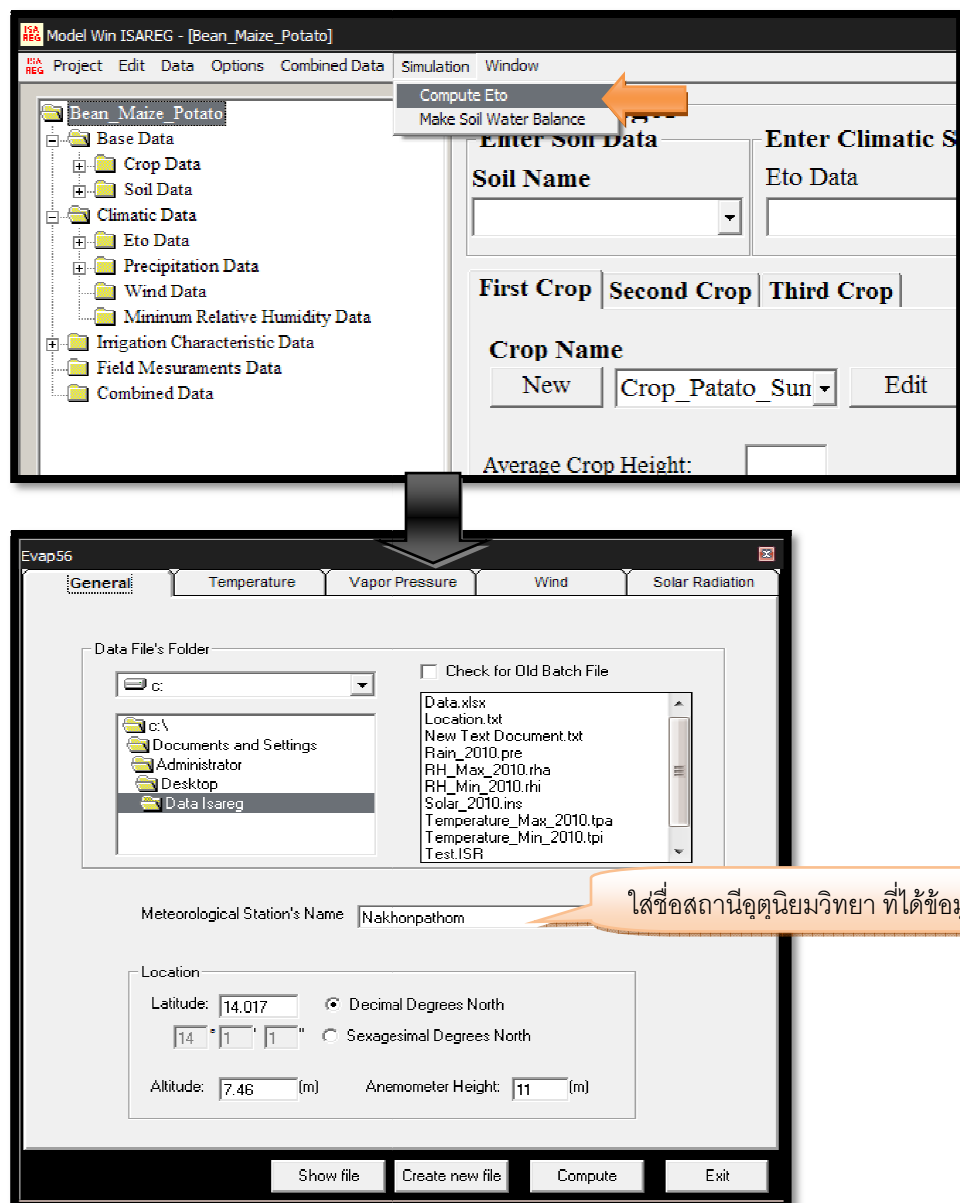 Model Win ISAREG - [Bean_Maize_Potato]
Project Edit Data Options Combined Data Simulation Window
Compute Eto
Make Soil Water Balance
Bean_Maize_Potato
Base Data
Crop Data
Soil Data
Climatic Data
Eto Data
Precipitation Data
Wind Data
Mininum Relative Humidity Data
Irrigation Characteristic Data
Field Mesuraments Data
Combined Data
Enter Soil Data
Enter Climatic S
Soil Name
Eto Data
First Crop Second Crop Third Crop
Crop Name
New Crop_Patato_Sun Edit
Average Crop Height:
Evap56
General Temperature Vapor Pressure Wind Solar Radiation
Data File's Folder
c:
c:\
Documents and Settings
Administrator
Desktop
Data Isareg
Check for Old Batch File
Data.xlsx
Location.txt
New Text Document.txt
Rain_2010.pre
RH_Max_2010.rha
RH_Min_2010.rhi
Solar_2010.ins
Temperature_Max_2010.tpa
Temperature_Min_2010.tpi
Test.ISR
Meteorological Station's Name Nakhonpathom
ใส่ชื่อสถานีอุตุนิยมวิทยา ที่ได้ข้อมู
Location
Latitude: 14.017 Decimal Degrees North
14 ° 1 ' 1 " Sexagesimal Degrees North
Altitude: 7.46 (m) Anemometer Height: 11 (m)
Show file Create new file Compute Exit